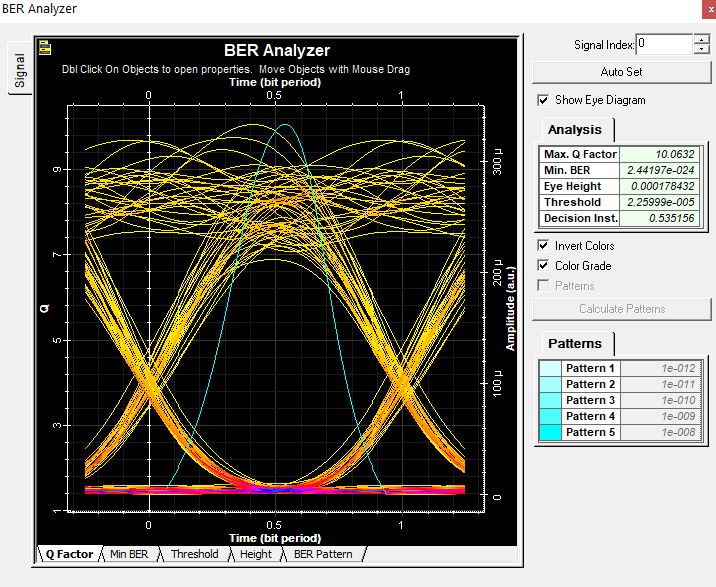 BER Analyzer
x
Signal
BER Analyzer
Dbl Click On Objects to open properties. Move Objects with Mouse Drag
Time (bit period)
0 0.5 1
9
7
5
3
1
Q
300 µ
200 µ
100 µ
0
Amplitude (a.u.)
0 0.5 1
Time (bit period)
Q Factor Min BER Threshold Height BER Pattern
Signal Index: 0
Auto Set
Show Eye Diagram
Analysis
Max. Q Factor 10.0632
Min. BER 2.44197e-024
Eye Height 0.000178432
Threshold 2.25999e-005
Decision Inst. 0.535156
Invert Colors
Color Grade
Patterns
Calculate Patterns
Patterns
Pattern 1 1e-012
Pattern 2 1e-011
Pattern 3 1e-010
Pattern 4 1e-009
Pattern 5 1e-008